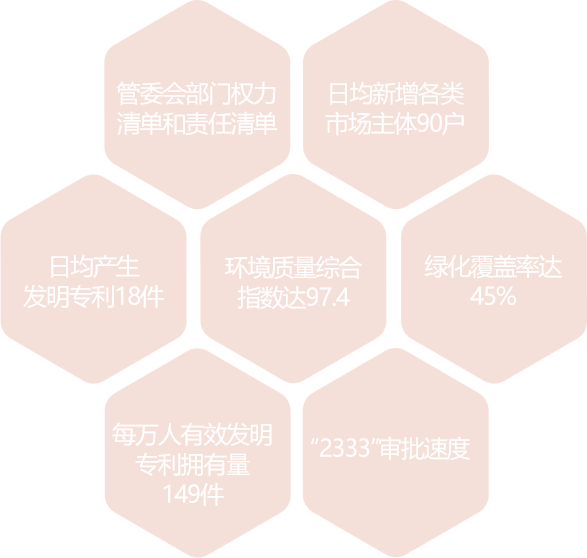 管委会部门权力
清单和责任清单
日均新增各类
市场主体90户
日均产生
发明专利18件
环境质量综合
指数达97.4
绿化覆盖率达
45%
每万人有效发明
专利拥有量
149件
“2333”审批速度